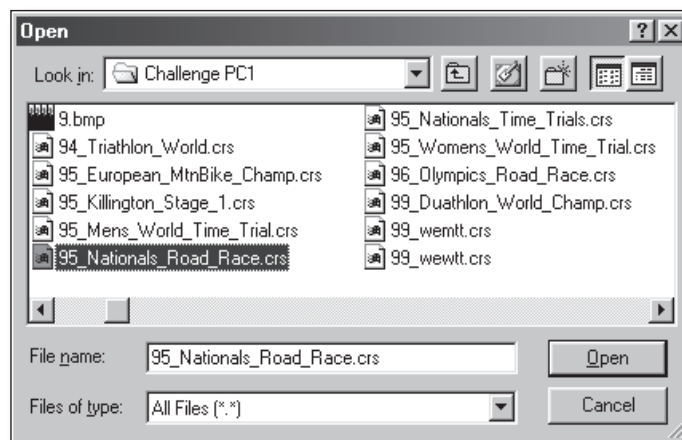 Open
Look in: Challenge PC1
9.bmp
94_Triathlon_World.crs
95_European_MtnBike_Champ.crs
95_Killington_Stage_1.crs
95_Mens_World_Time_Trial.crs
95_Nationals_Road_Race.crs
95_Nationals_Time_Trials.crs
95_Womens_World_Time_Trial.crs
96_Olympics_Road_Race.crs
99_Duathlon_World_Champ.crs
99_wemtt.crs
99_wewtt.crs
File name: 95_Nationals_Road_Race.crs Open
Files of type: All Files (*.*) Cancel